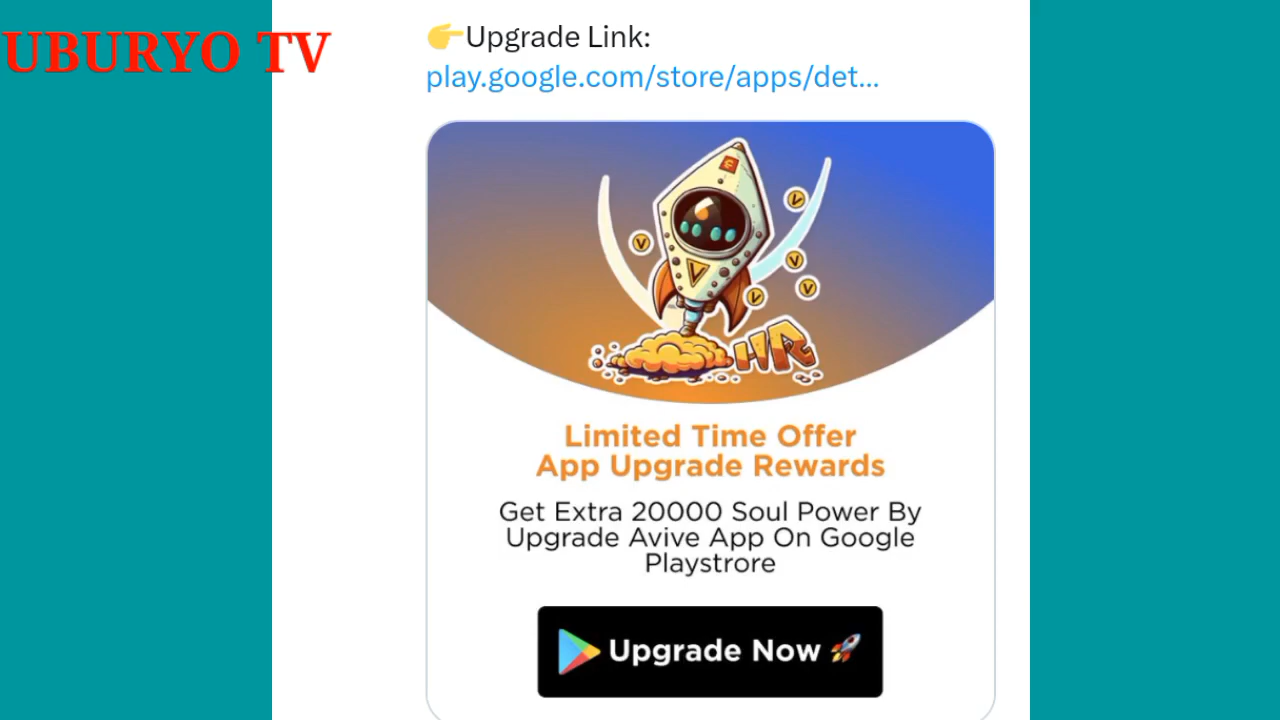 UBURYO TV
👉Upgrade Link:
play.google.com/store/apps/det...
V
V
V
V
V
V
HR
Limited Time Offer
App Upgrade Rewards
Get Extra 20000 Soul Power By
Upgrade Avive App On Google
Playstrore
Upgrade Now 🚀